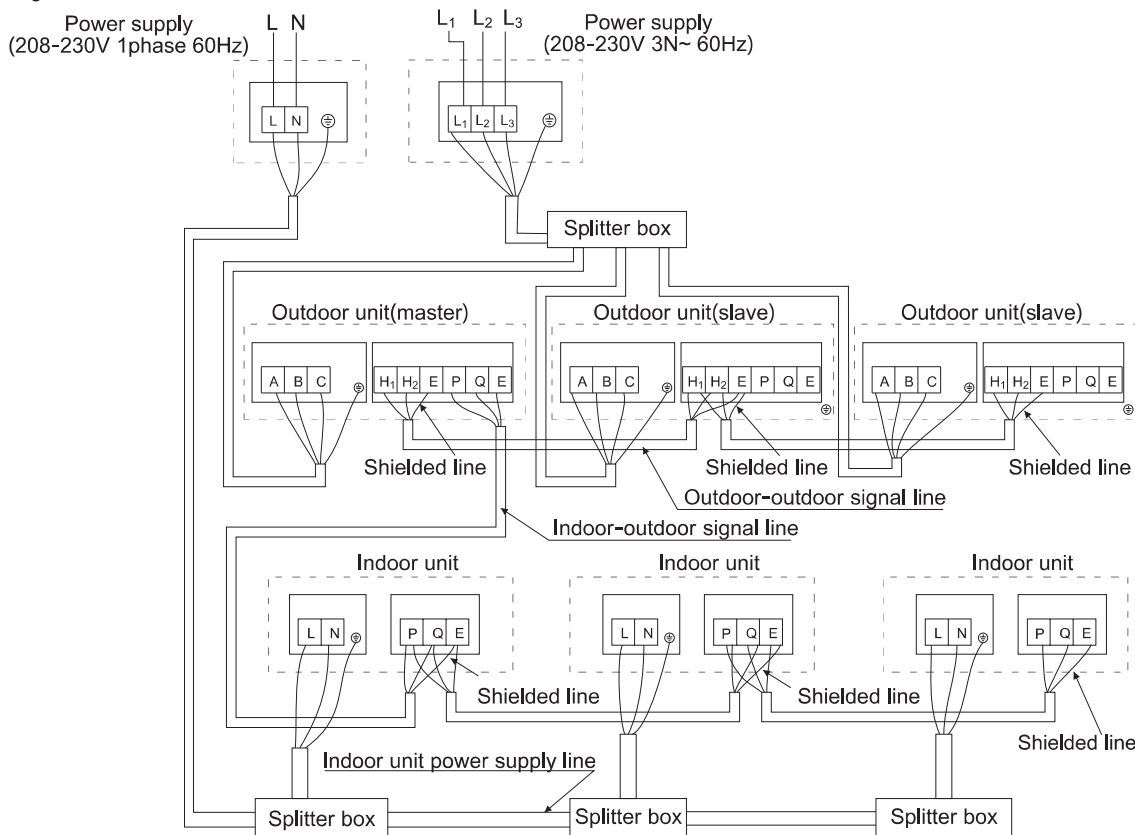 Power supply
(208-230V 1phase 60Hz)
L N
L₁ L₂ L₃
Power supply
(208-230V 3N~ 60Hz)
L N
L₁ L₂ L₃
Splitter box
Outdoor unit(master)
Outdoor unit(slave)
Outdoor unit(slave)
A B C
H₁ H₂ E P Q E
A B C
H₁ H₂ E P Q E
A B C
H₁ H₂ E P Q E
Shielded line
Shielded line
Shielded line
Outdoor-outdoor signal line
Indoor-outdoor signal line
Indoor unit
Indoor unit
Indoor unit
L N
P Q E
L N
P Q E
L N
P Q E
Shielded line
Shielded line
Shielded line
Indoor unit power supply line
Splitter box
Splitter box
Splitter box